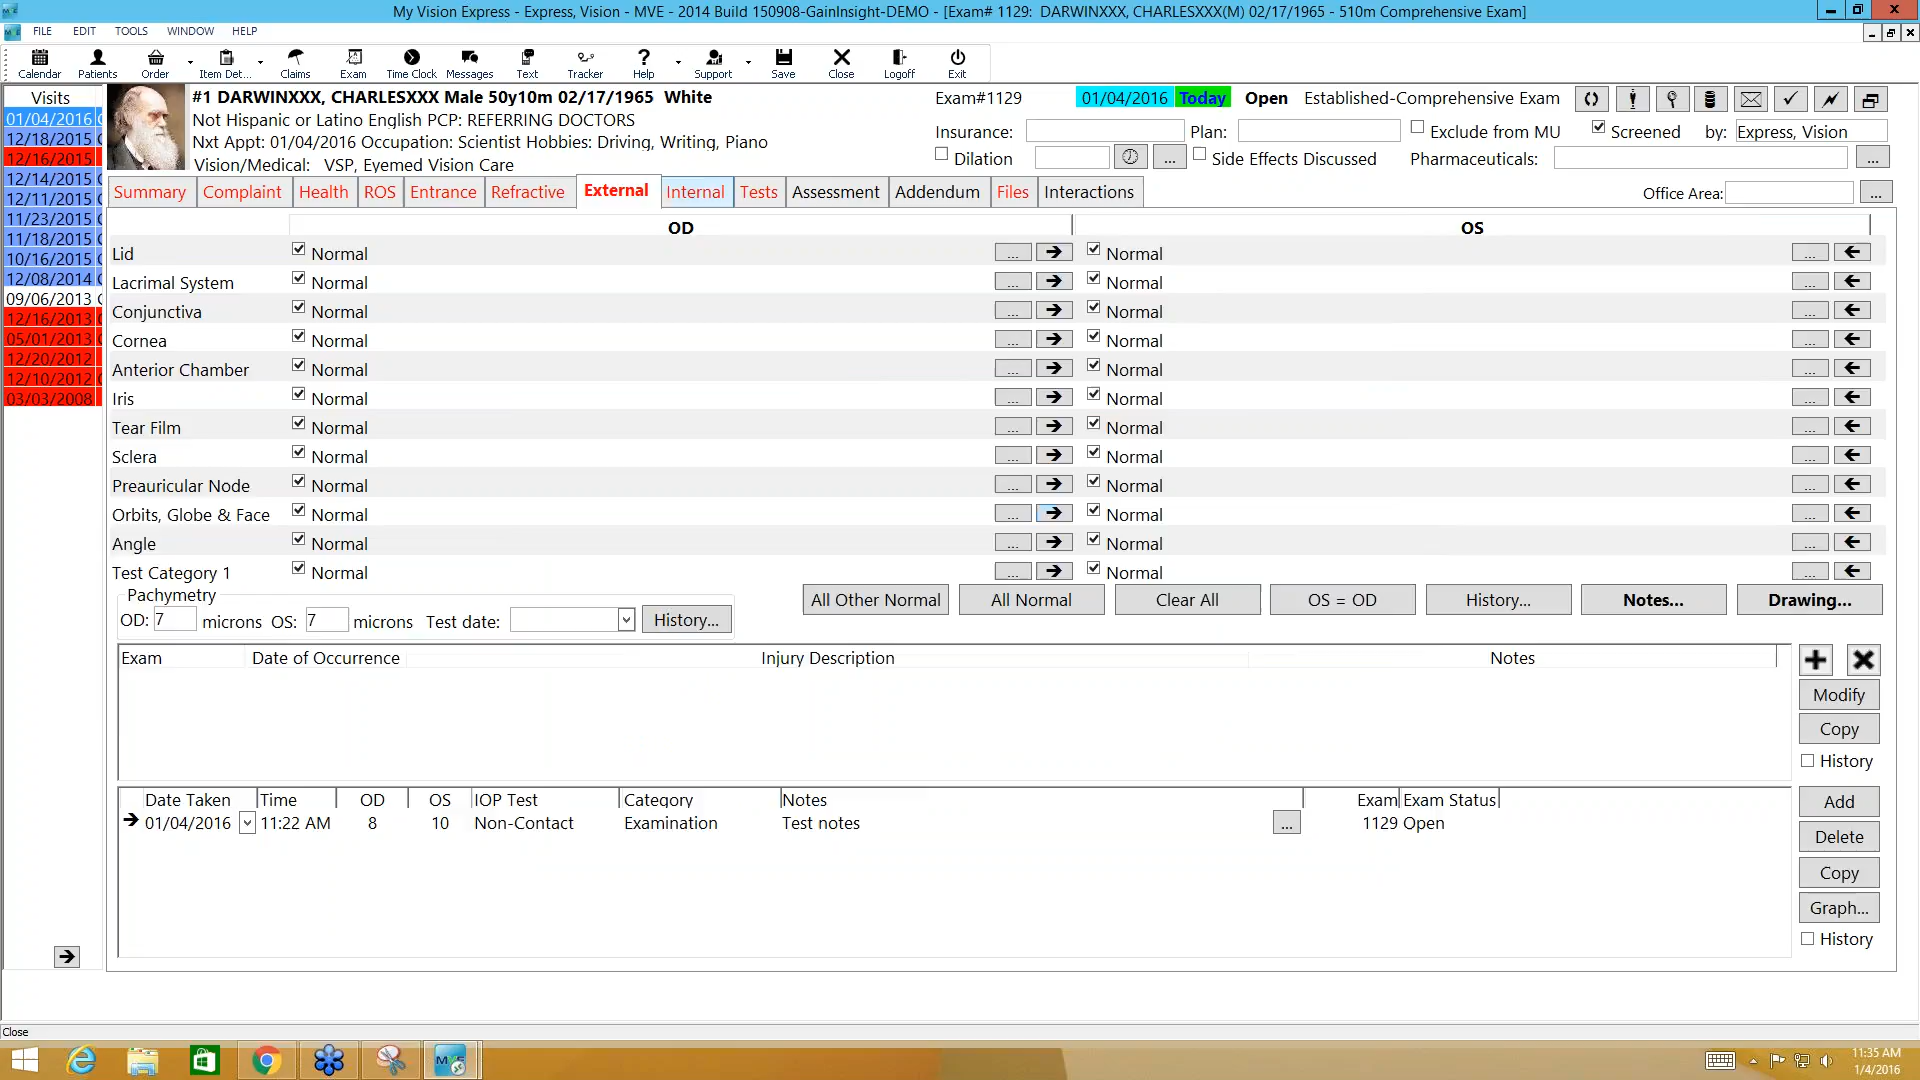 My Vision Express - Express, Vision - MVE - 2014 Build 150908-GainInsight-DEMO - [Exam# 1129: DARWINXXX, CHARLESXXX(M) 02/17/1965 - 510m Comprehensive Exam]
FILE EDIT TOOLS WINDOW HELP
Calendar Patients Order Item Det... Claims Exam Time Clock Messages Text Tracker Help Support Save Close Logoff Exit
Visits
01/04/2016 C
12/18/2015 C
12/16/2015
12/14/2015 C
12/11/2015 C
11/23/2015 C
11/18/2015 C
10/16/2015 C
12/08/2014 C
09/06/2013 C
12/16/2013 C
05/01/2013 C
12/20/2012
12/10/2012 C
03/03/2008
#1 DARWINXXX, CHARLESXXX Male 50y10m 02/17/1965 White
Not Hispanic or Latino English PCP: REFERRING DOCTORS
Nxt Appt: 01/04/2016 Occupation: Scientist Hobbies: Driving, Writing, Piano
Vision/Medical: VSP, Eyemed Vision Care
Exam#1129 01/04/2016 Today Open Established-Comprehensive Exam
Insurance: Plan: Exclude from MU Screened by: Express, Vision
Dilation ... Side Effects Discussed Pharmaceuticals: ...
Summary Complaint Health ROS Entrance Refractive External Internal Tests Assessment Addendum Files Interactions Office Area: ...
OD OS
Lid Normal ... Normal ...
Lacrimal System Normal ... Normal ...
Conjunctiva Normal ... Normal ...
Cornea Normal ... Normal ...
Anterior Chamber Normal ... Normal ...
Iris Normal ... Normal ...
Tear Film Normal ... Normal ...
Sclera Normal ... Normal ...
Preauricular Node Normal ... Normal ...
Orbits, Globe & Face Normal ... Normal ...
Angle Normal ... Normal ...
Test Category 1 Normal ... Normal ...
Pachymetry
OD: 7 microns OS: 7 microns Test date: History...
All Other Normal All Normal Clear All OS = OD History... Notes... Drawing...
Exam Date of Occurrence Injury Description Notes
Modify
Copy
History
Date Taken Time OD OS IOP Test Category Notes Exam Exam Status
01/04/2016 11:22 AM 8 10 Non-Contact Examination Test notes ... 1129 Open
Add
Delete
Copy
Graph...
History
Close
MVE
11:35 AM
1/4/2016